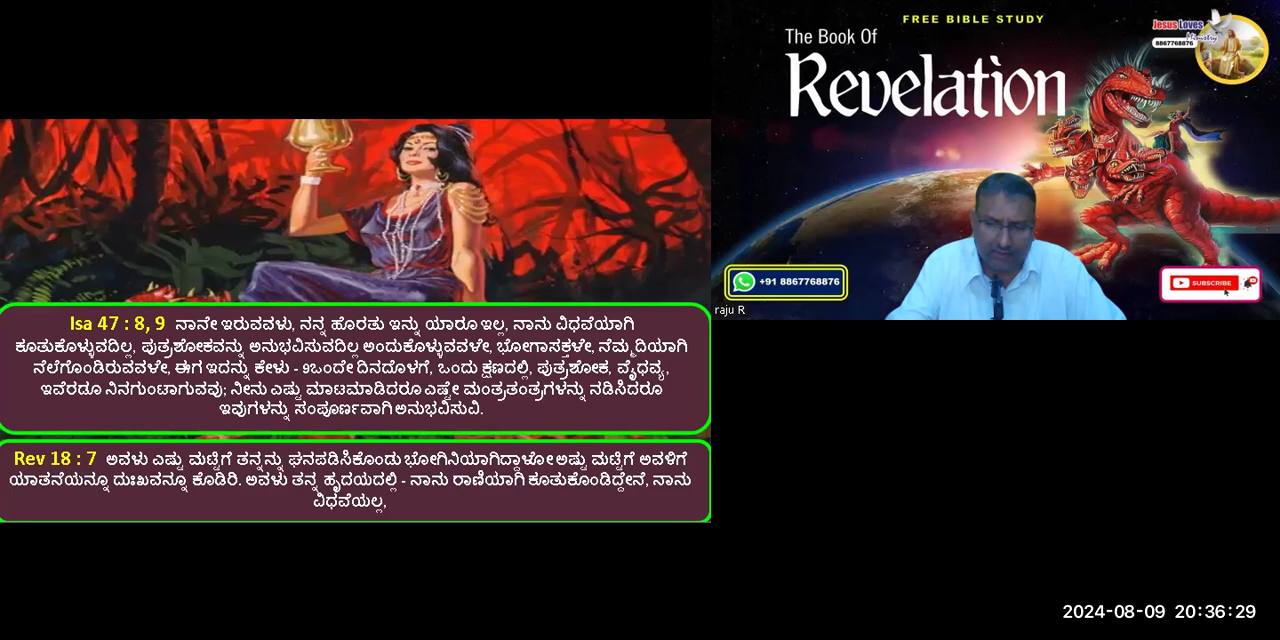 Isa 47 : 8, 9 ನಾನೇ ಇರುವವಳು, ನನ್ನ ಹೊರತು ಇನ್ನು ಯಾರೂ ಇಲ್ಲ, ನಾನು ವಿಧವೆಯಾಗಿ
ಕೂತುಕೊಳ್ಳುವದಿಲ್ಲ, ಪುತ್ರಶೋಕವನ್ನು ಅನುಭವಿಸುವದಿಲ್ಲ ಅಂದುಕೊಳ್ಳುವವಳೇ, ಭೋಗಾಸಕ್ತಳೇ, ನೆಮ್ಮದಿಯಾಗಿ
ನೆಲೆಗೊಂಡಿರುವವಳೇ, ಈಗ ಇದನ್ನು ಕೇಳು - 9ಒಂದೇ ದಿನದೊಳಗೆ, ಒಂದು ಕ್ಷಣದಲ್ಲಿ, ಪುತ್ರಶೋಕ, ವೈಧವ್ಯ,
ಇವೆರಡೂ ನಿನಗುಂಟಾಗುವವು; ನೀನು ಎಷ್ಟು ಮಾಟಮಾಡಿದರೂ ಎಷ್ಟೇ ಮಂತ್ರತಂತ್ರಗಳನ್ನು ನಡಿಸಿದರೂ
ಇವುಗಳನ್ನು ಸಂಪೂರ್ಣವಾಗಿ ಅನುಭವಿಸುವಿ.
Rev 18 : 7 ಅವಳು ಎಷ್ಟು ಮಟ್ಟಿಗೆ ತನ್ನನ್ನು ಘನಪಡಿಸಿಕೊಂಡು ಭೋಗಿನಿಯಾಗಿದ್ದಾಳೋ ಅಷ್ಟು ಮಟ್ಟಿಗೆ ಅವಳಿಗೆ
ಯಾತನೆಯನ್ನೂ ದುಃಖವನ್ನೂ ಕೊಡಿರಿ. ಅವಳು ತನ್ನ ಹೃದಯದಲ್ಲಿ - ನಾನು ರಾಣಿಯಾಗಿ ಕೂತುಕೊಂಡಿದ್ದೇನೆ, ನಾನು
ವಿಧವೆಯಲ್ಲ,
FREE BIBLE STUDY
The Book Of
Revelation
Jesus Loves
Ministry
8867768876
+91 8867768876
SUBSCRIBE
raju R
2024-08-09 20:36:29